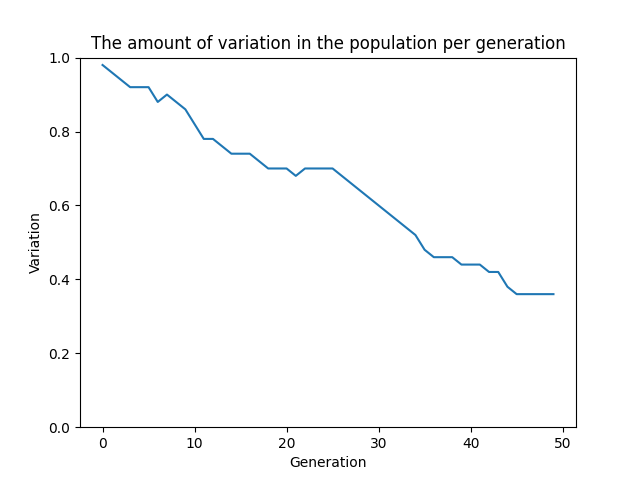 The amount of variation in the population per generation
1.0
0.8
0.6
0.4
0.2
0.0
Variation
0 10 20 30 40 50
Generation